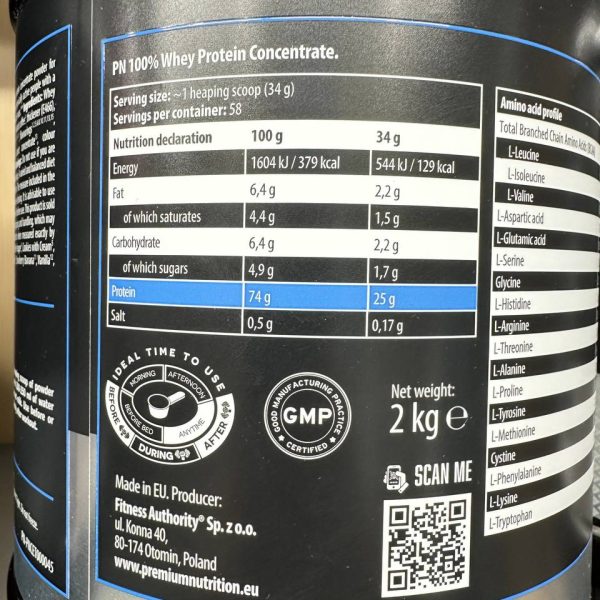 PN 100% Whey Protein Concentrate.
Serving size: ~1 heaping scoop (34 g)
Servings per container: 58
Nutrition declaration 100 g 34 g
Energy 1604 kJ / 379 kcal 544 kJ / 129 kcal
Fat 6,4 g 2,2 g
of which saturates 4,4 g 1,5 g
Carbohydrate 6,4 g 2,2 g
of which sugars 4,9 g 1,7 g
Protein 74 g 25 g
Salt 0,5 g 0,17 g
IDEAL TIME TO USE
MORNING
AFTERNOON
BEFORE
BEFORE BED
ANYTIME
DURING
AFTER
GOOD MANUFACTURING PRACTICE
GMP
CERTIFIED
Net weight:
2 kg e
SCAN ME
Made in EU. Producer:
Fitness Authority® Sp. z o.o.
ul. Konna 40,
80-174 Otomin, Poland
www.premiumnutrition.eu
Amino acid profile
Total Branched Chain Amino Acids
L-Leucine
L-Isoleucine
L-Valine
L-Aspartic acid
L-Glutamic acid
L-Serine
Glycine
L-Histidine
L-Arginine
L-Threonine
L-Alanine
L-Proline
L-Tyrosine
L-Methionine
Cystine
L-Phenylalanine
L-Lysine
L-Tryptophan